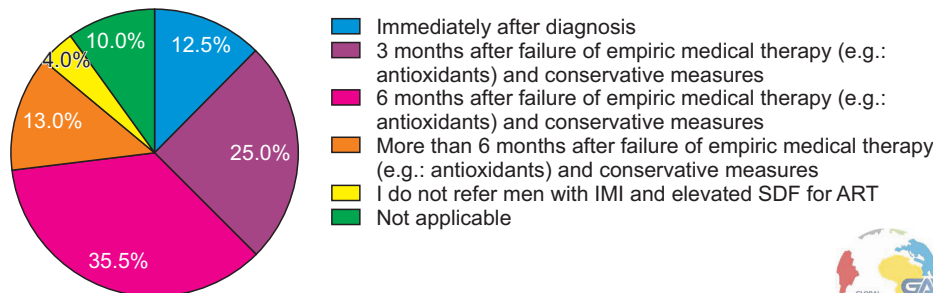 10.0%
12.5%
4.0%
13.0%
25.0%
35.5%
Immediately after diagnosis
3 months after failure of empiric medical therapy (e.g.:
antioxidants) and conservative measures
6 months after failure of empiric medical therapy (e.g.:
antioxidants) and conservative measures
More than 6 months after failure of empiric medical therapy
(e.g.: antioxidants) and conservative measures
I do not refer men with IMI and elevated SDF for ART
Not applicable
GLOBAL
GA